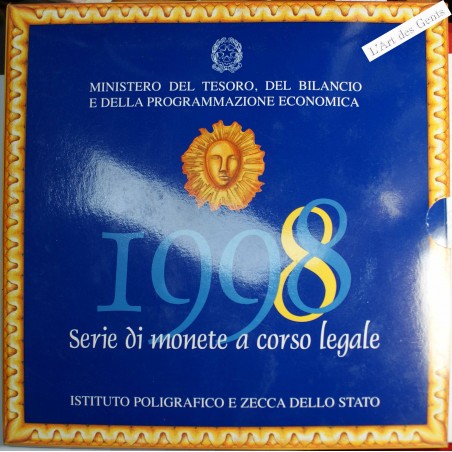 L'Art des Gents
MINISTERO DEL TESORO, DEL BILANCIO
E DELLA PROGRAMMAZIONE ECONOMICA
1998
8
Serie di monete a corso legale
ISTITUTO POLIGRAFICO E ZECCA DELLO STATO